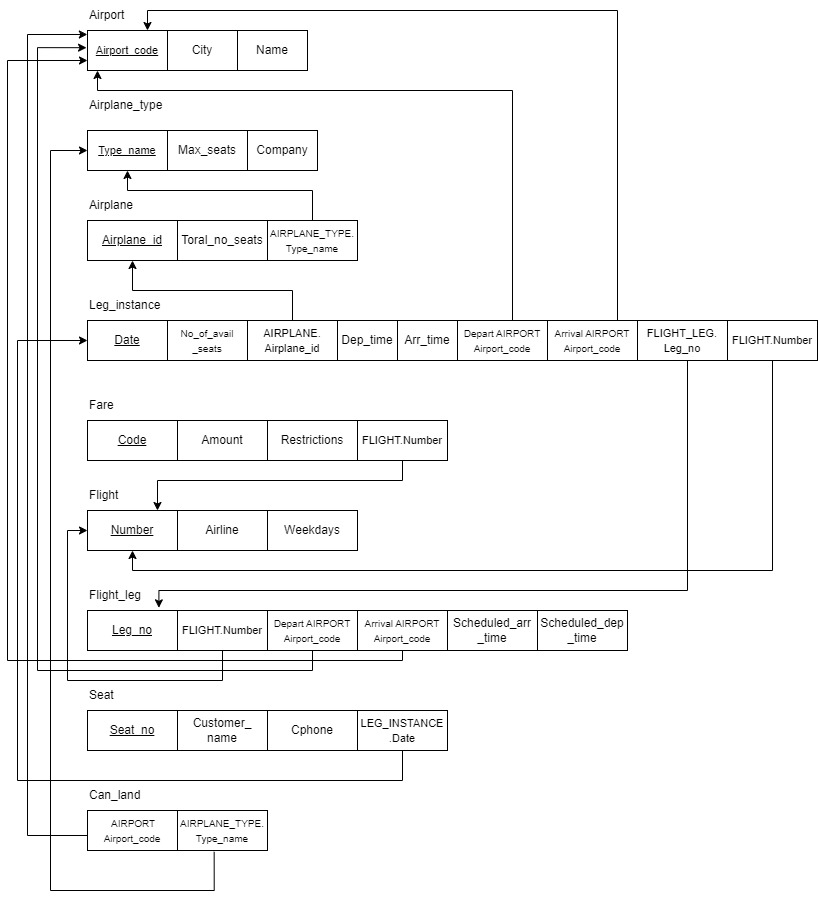 Airport
Airport_code City Name
Airplane_type
Type_name Max_seats Company
Airplane
Airplane_id Toral_no_seats AIRPLANE_TYPE.
Type_name
Leg_instance
Date No_of_avail
_seats AIRPLANE.
Airplane_id Dep_time Arr_time Depart AIRPORT
Airport_code Arrival AIRPORT
Airport_code FLIGHT_LEG.
Leg_no FLIGHT.Number
Fare
Code Amount Restrictions FLIGHT.Number
Flight
Number Airline Weekdays
Flight_leg
Leg_no FLIGHT.Number Depart AIRPORT
Airport_code Arrival AIRPORT
Airport_code Scheduled_arr
_time Scheduled_dep
_time
Seat
Seat_no Customer_
name Cphone LEG_INSTANCE
.Date
Can_land
AIRPORT
Airport_code AIRPLANE_TYPE.
Type_name